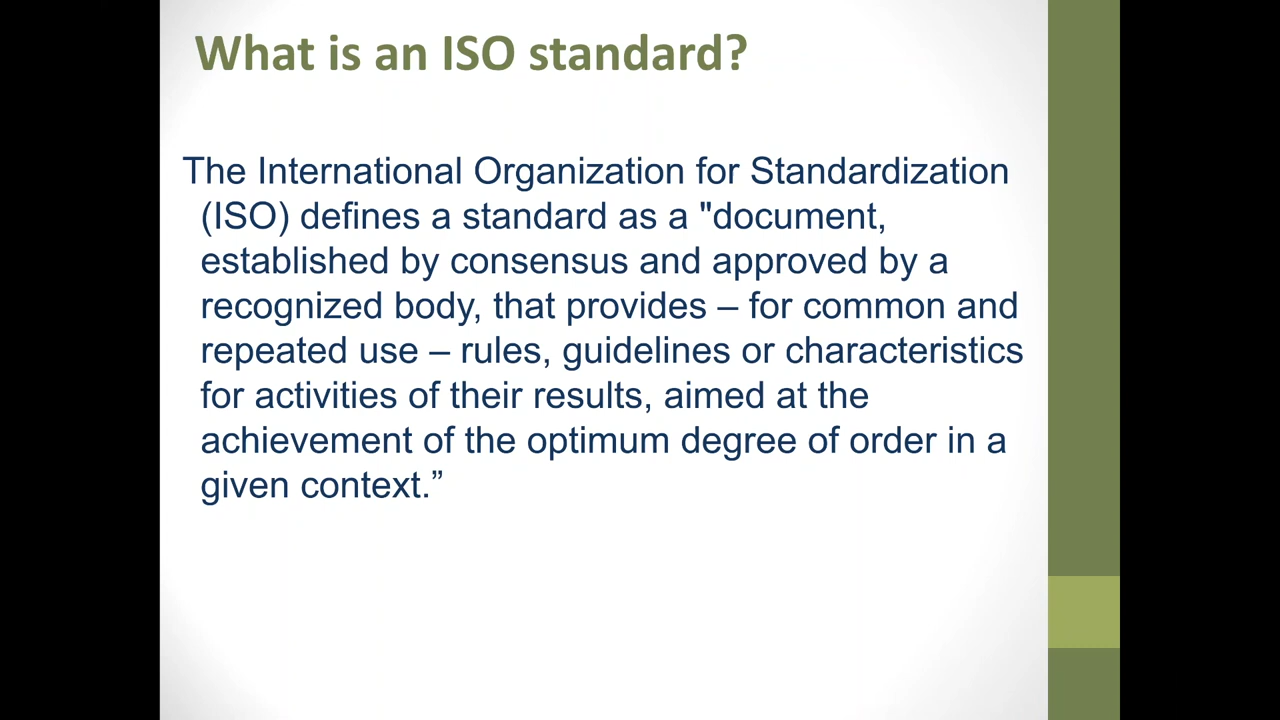 What is an ISO standard?
The International Organization for Standardization
(ISO) defines a standard as a "document,
established by consensus and approved by a
recognized body, that provides – for common and
repeated use – rules, guidelines or characteristics
for activities of their results, aimed at the
achievement of the optimum degree of order in a
given context.”